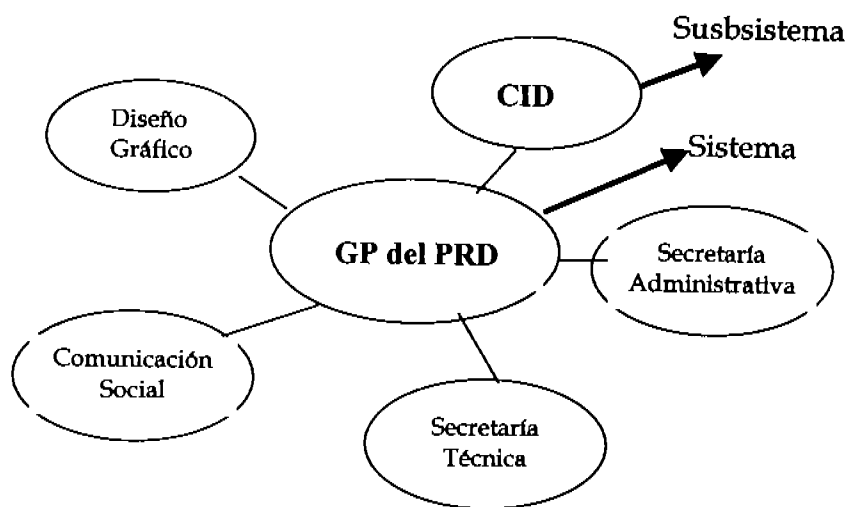 Susbsistema
CID
Diseño
Gráfico
Sistema
GP del PRD
Secretaría
Administrativa
Comunicación
Social
Secretaría
Técnica